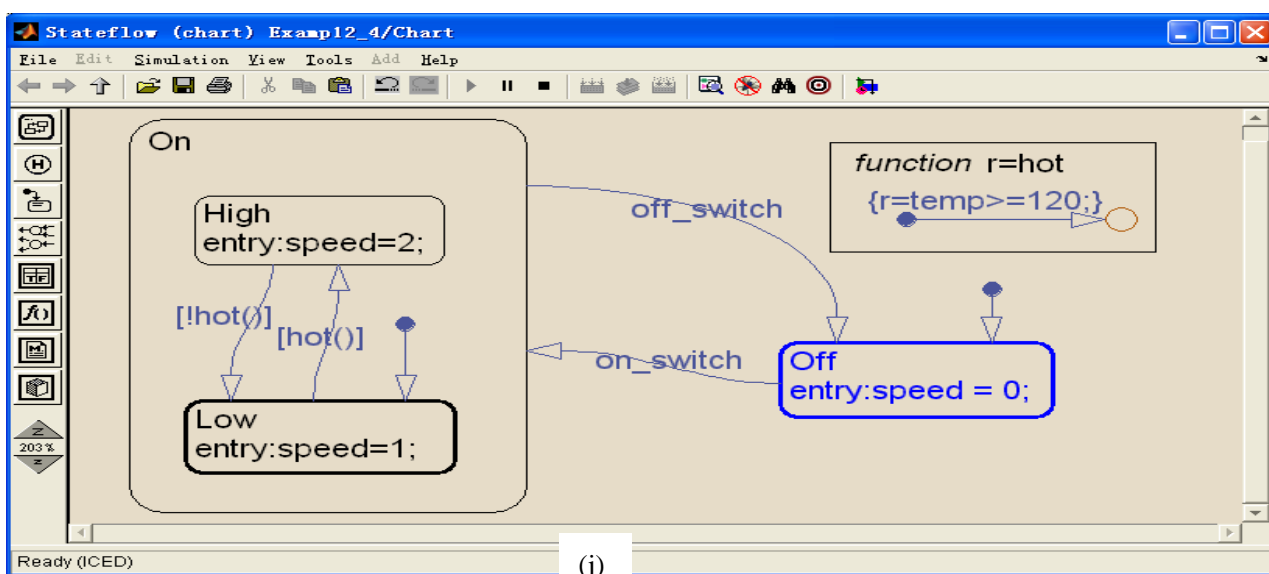 Stateflow (chart) Examp12_4/Chart
File Edit Simulation View Tools Add Help
On
function r=hot
{r=temp>=120;}
High
entry:speed=2;
off_switch
[!hot()]
[hot()]
on_switch
Off
entry:speed = 0;
Low
entry:speed=1;
203%
Ready (ICED)
(i)